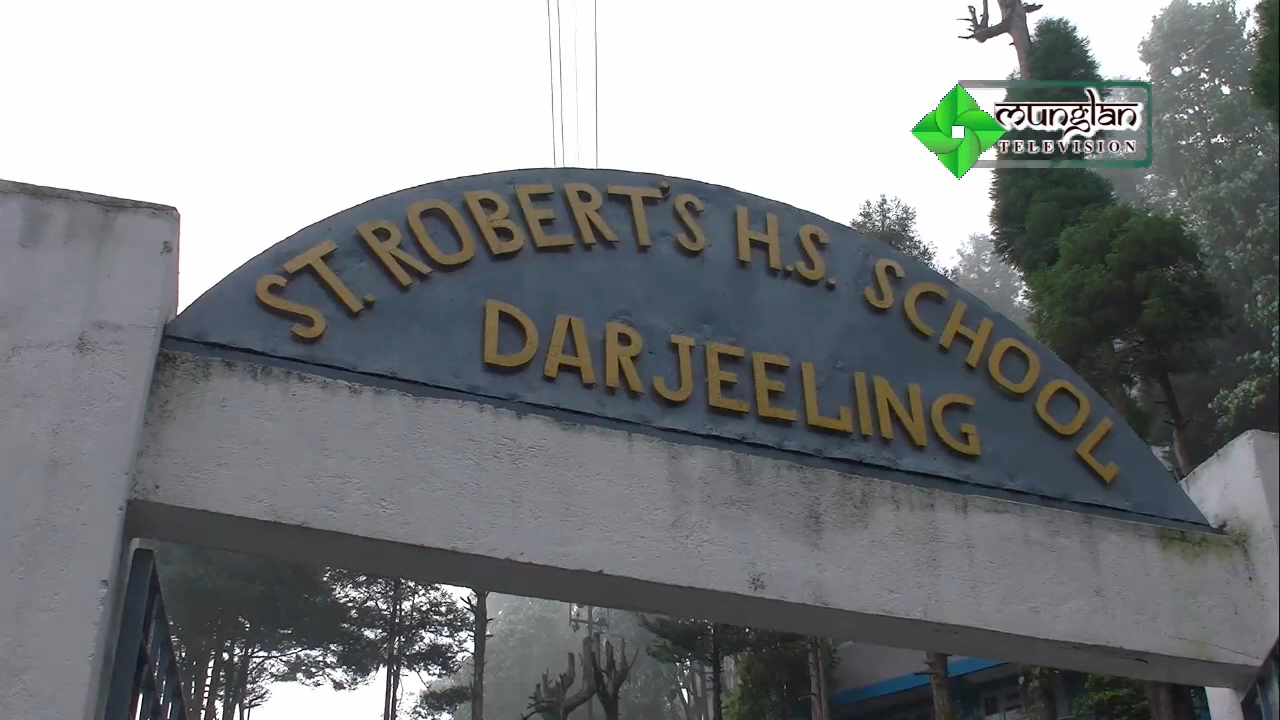 munglan
TELEVISION
ST. ROBERT'S H.S. SCHOOL
DARJEELING